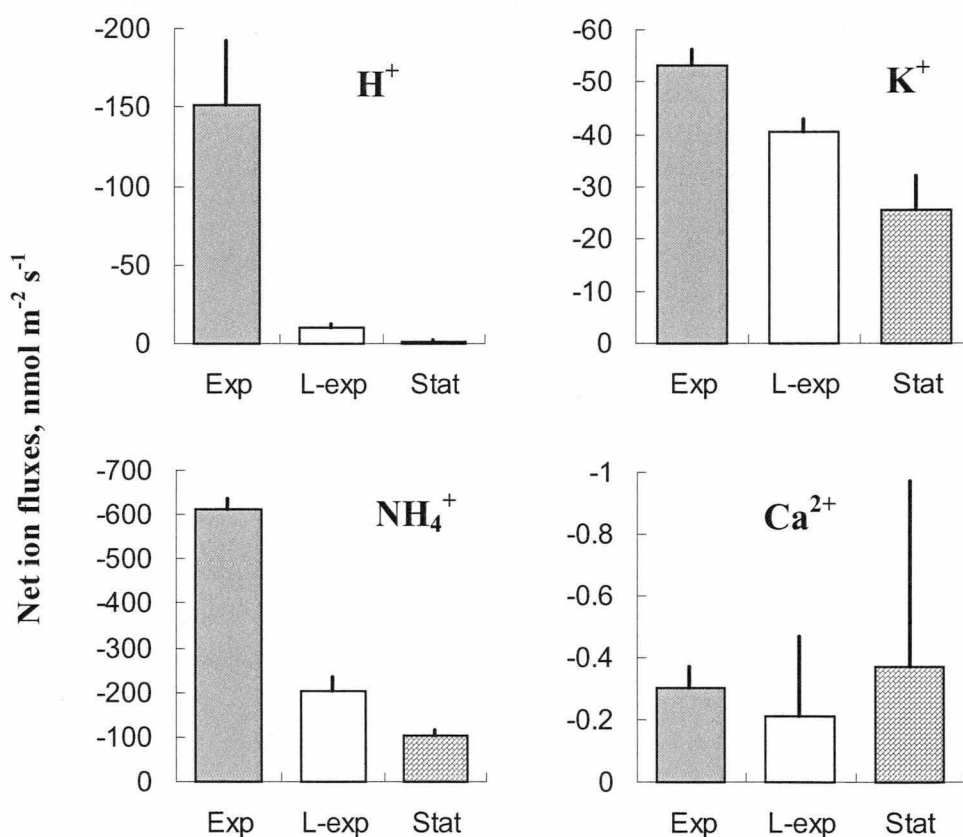 Net ion fluxes, nmol m⁻² s⁻¹
H⁺
-200
-150
-100
-50
0
Exp L-exp Stat
K⁺
-60
-50
-40
-30
-20
-10
0
Exp L-exp Stat
NH₄⁺
-700
-600
-500
-400
-300
-200
-100
0
Exp L-exp Stat
Ca²⁺
-1
-0.8
-0.6
-0.4
-0.2
0
Exp L-exp Stat